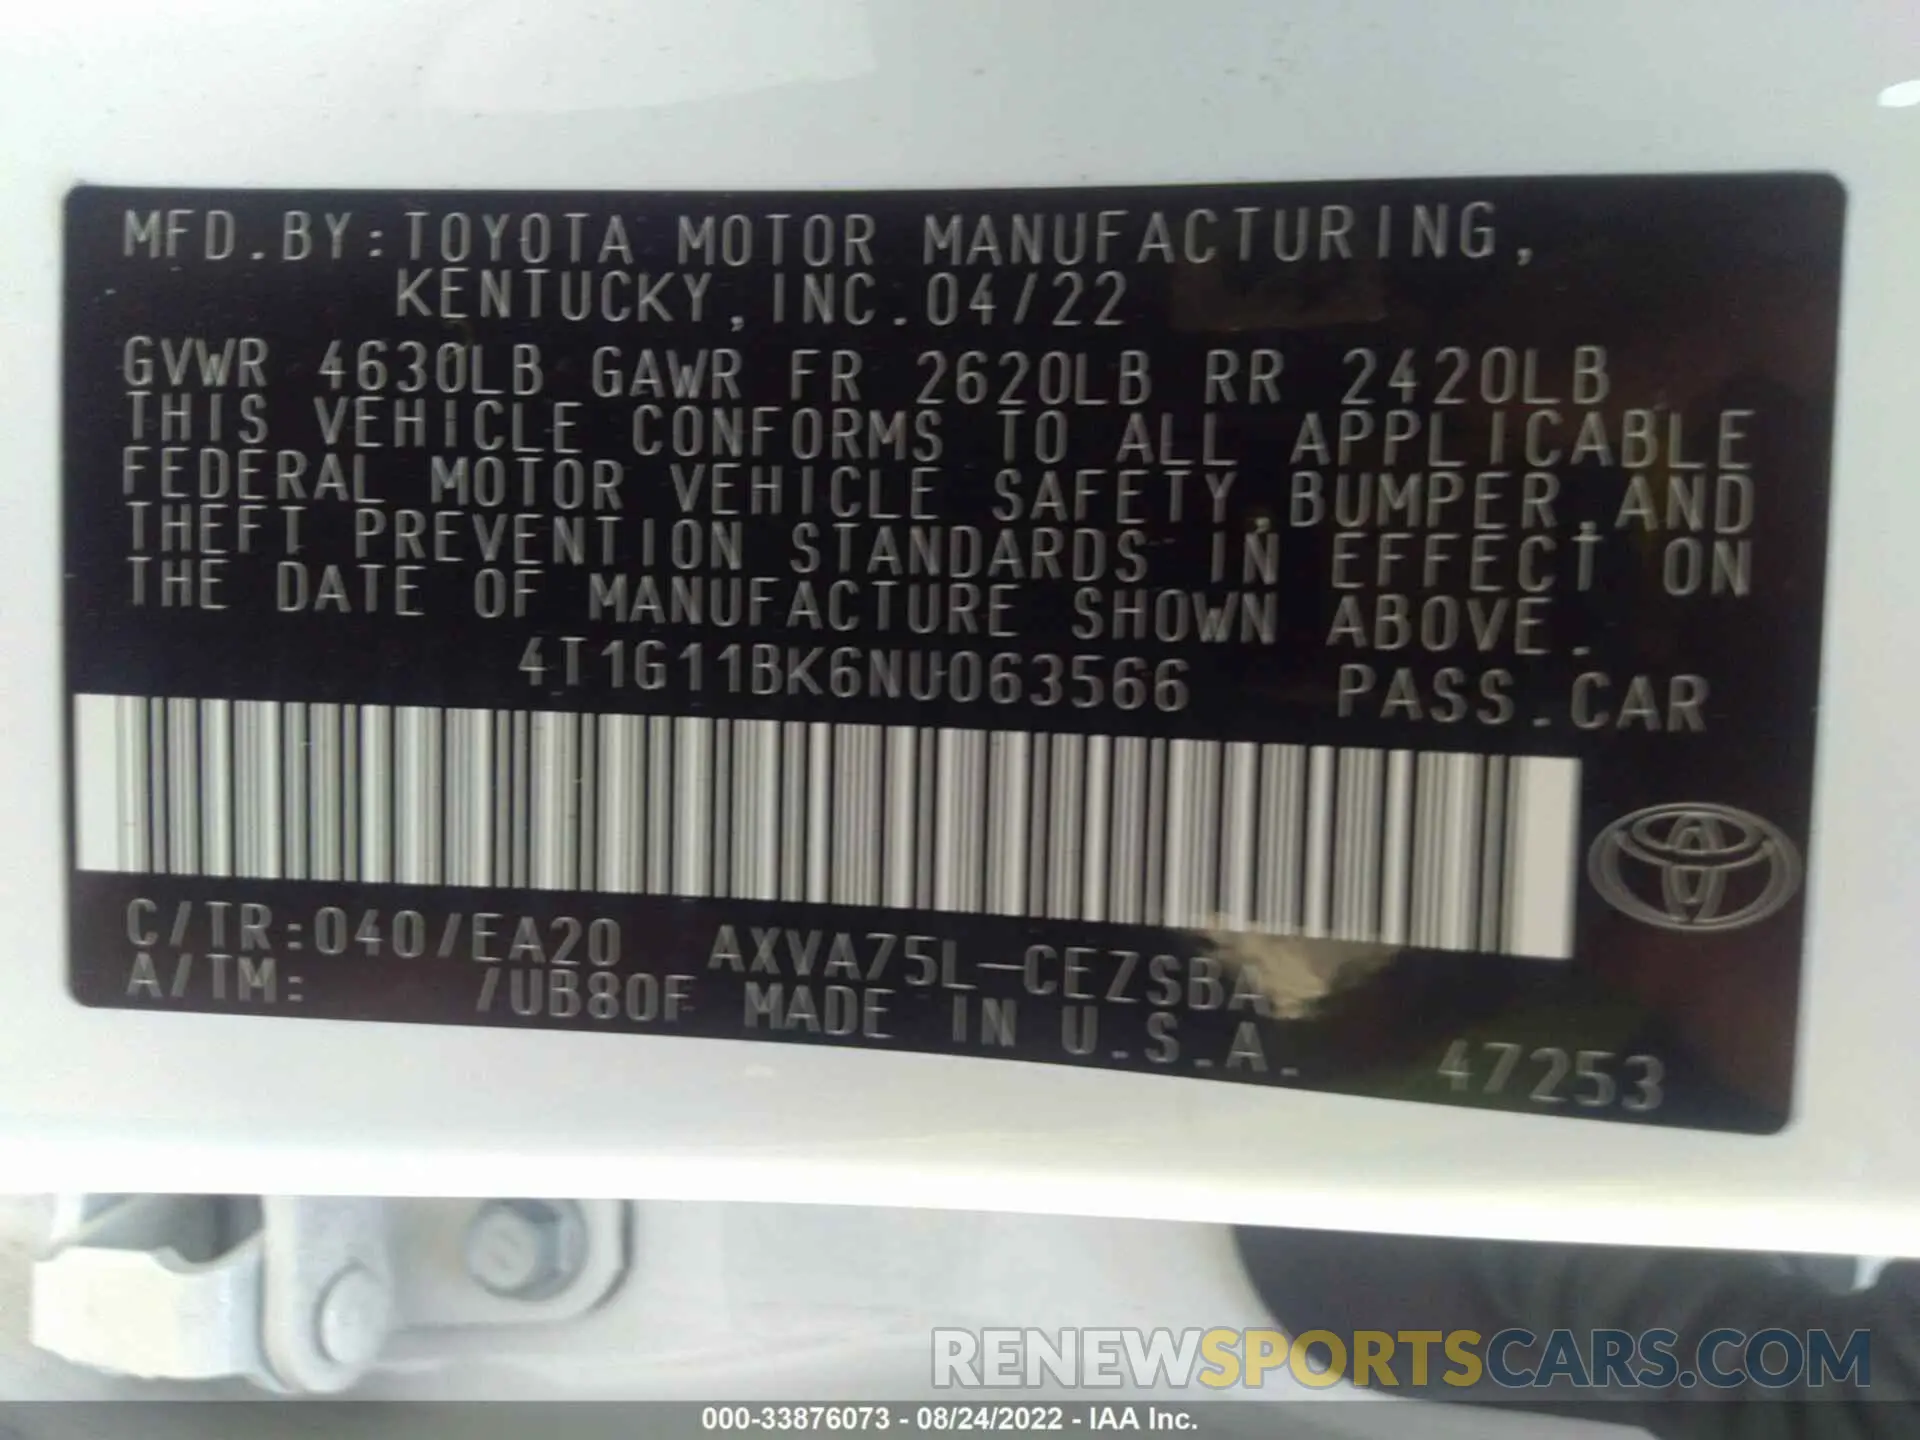 MFD.BY:TOYOTA MOTOR MANUFACTURING,
KENTUCKY,INC.04/22
GVWR 4630LB GAWR FR 2620LB RR 2420LB
THIS VEHICLE CONFORMS TO ALL APPLICABLE
FEDERAL MOTOR VEHICLE SAFETY,BUMPER,AND
THEFT PREVENTION STANDARDS IN EFFECT ON
THE DATE OF MANUFACTURE SHOWN ABOVE.
4T1G11BK6NU063566 PASS.CAR
C/TR:040/EA20 AXVA75L-CEZSBA
A/TM: /UB80F MADE IN U.S.A.
47253
RENEWSPORTSCARS.COM
000-33876073 - 08/24/2022 - IAA Inc.